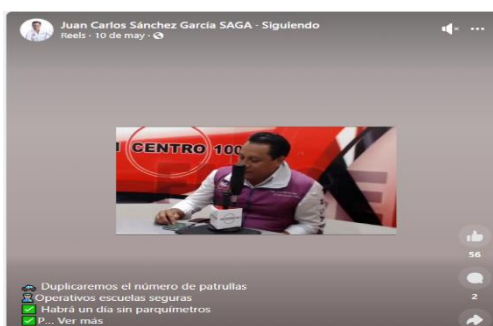 Juan Carlos Sánchez García SAGA · Siguiendo
Reels · 10 de may ·
CENTRO 100
56
2
Duplicaremos el número de patrullas
Operativos escuelas seguras
Habrá un día sin parquímetros
P... Ver más